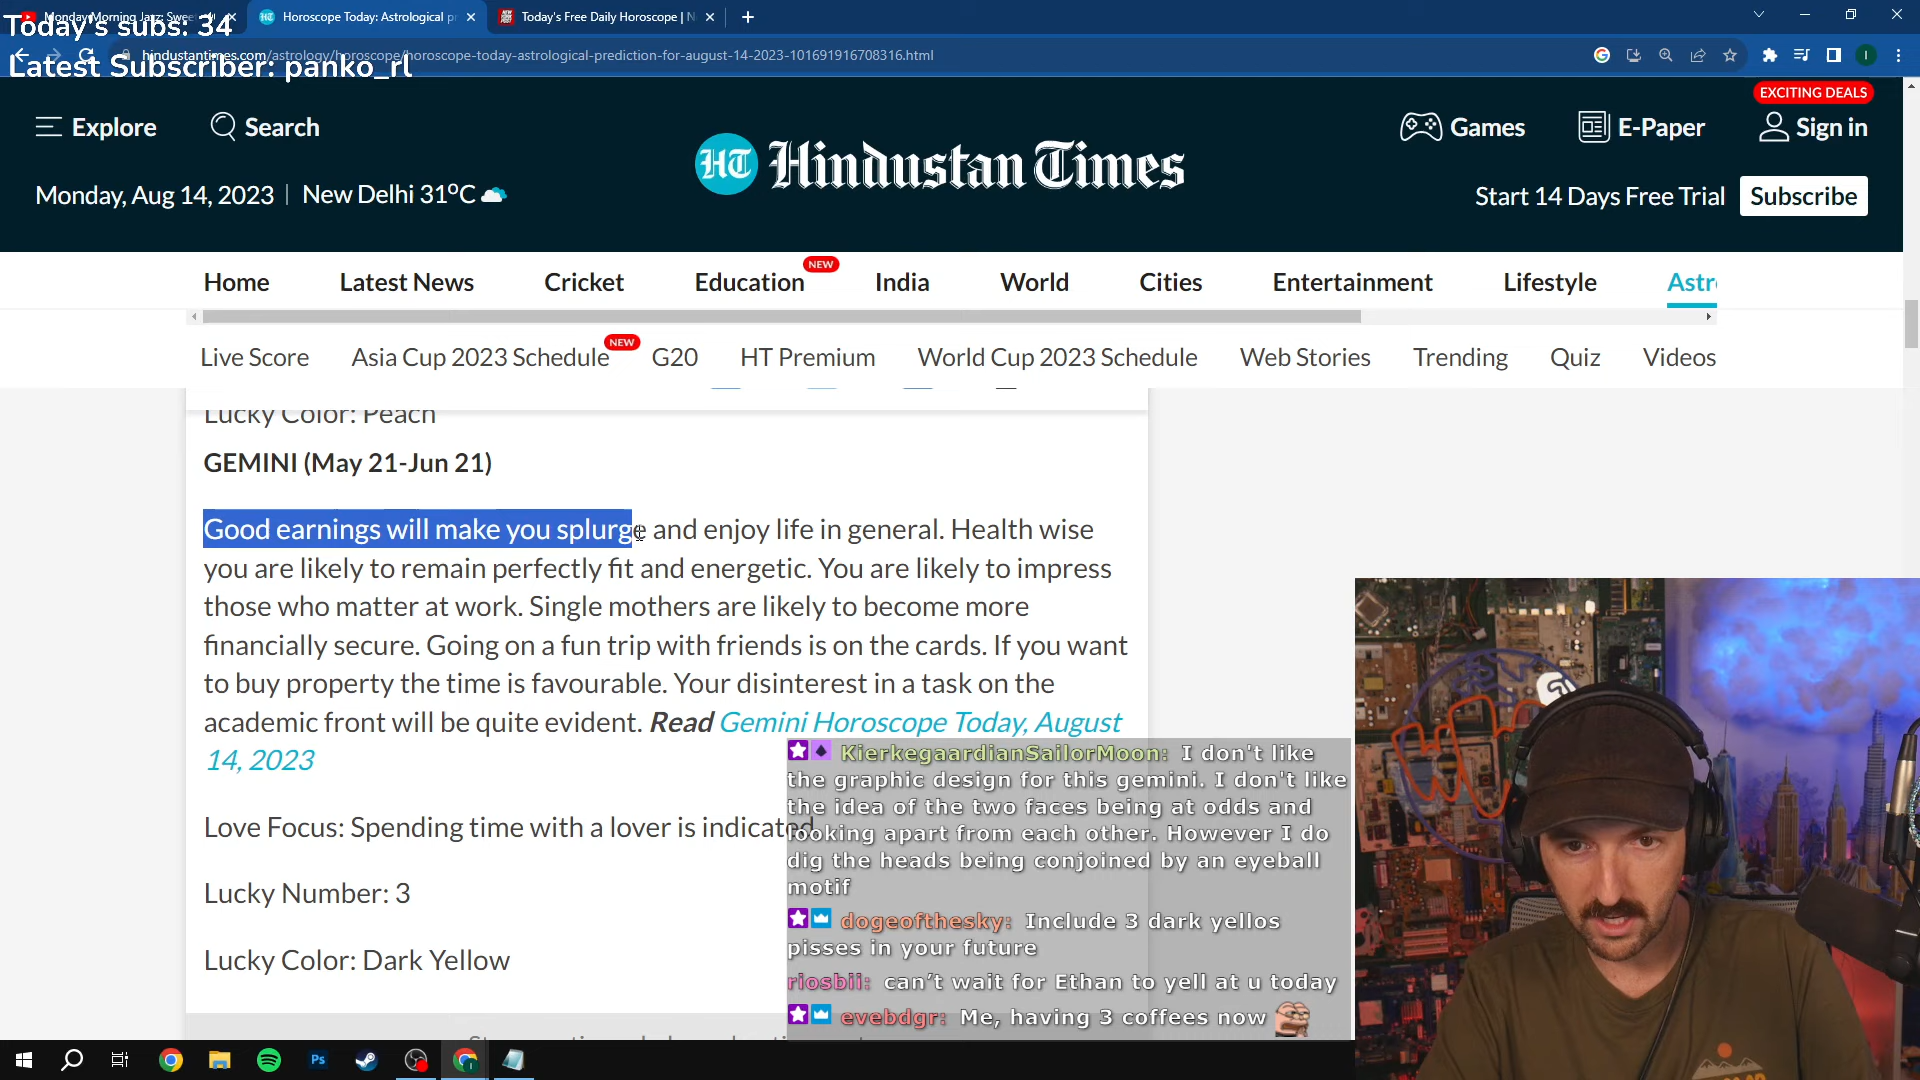 Today's subs: 34
Latest Subscriber: panko_rl
Monday Morning Jazz: Swee
Horoscope Today: Astrological pr
Today's Free Daily Horoscope | N
hindustantimes.com/astrology/horoscope/horoscope-today-astrological-prediction-for-august-14-2023-101691916708316.html
EXCITING DEALS
Explore
Search
HT Hindustan Times
Games
E-Paper
Sign in
Monday, Aug 14, 2023 | New Delhi 31°C
Start 14 Days Free Trial
Subscribe
NEW
Home Latest News Cricket Education India World Cities Entertainment Lifestyle Astr
NEW
Live Score Asia Cup 2023 Schedule G20 HT Premium World Cup 2023 Schedule Web Stories Trending Quiz Videos
Lucky Color: Peach
GEMINI (May 21-Jun 21)
Good earnings will make you splurge and enjoy life in general. Health wise
you are likely to remain perfectly fit and energetic. You are likely to impress
those who matter at work. Single mothers are likely to become more
financially secure. Going on a fun trip with friends is on the cards. If you want
to buy property the time is favourable. Your disinterest in a task on the
academic front will be quite evident. Read Gemini Horoscope Today, August
14, 2023
Love Focus: Spending time with a lover is indicated
Lucky Number: 3
Lucky Color: Dark Yellow
KierkegaardianSailorMoon: I don't like
the graphic design for this gemini. I don't like
the idea of the two faces being at odds and
looking apart from each other. However I do
dig the heads being conjoined by an eyeball
motif
dogeofthesky: Include 3 dark yellos
pisses in your future
riosbii: can't wait for Ethan to yell at u today
evebdgr: Me, having 3 coffees now
Ps